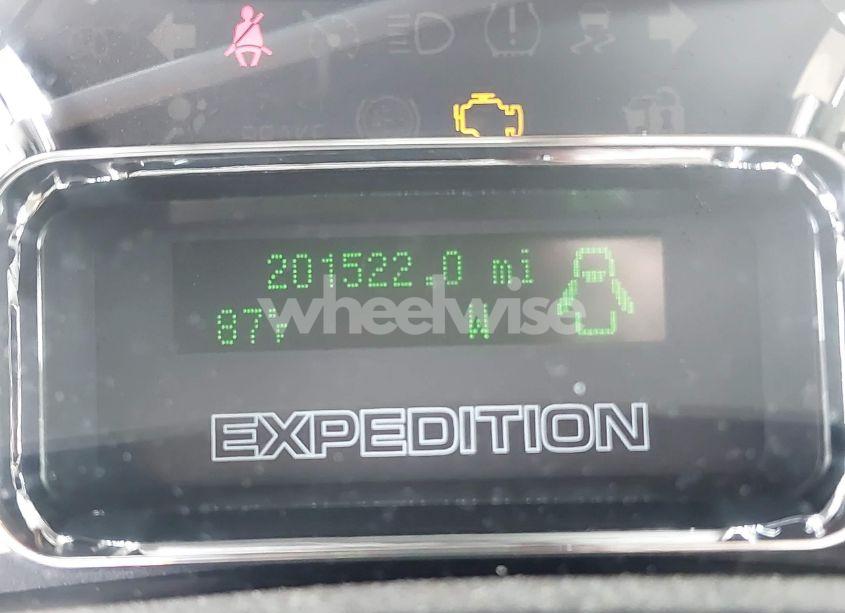 BRAKE
201522.0 mi
87°F W
wheelwise
EXPEDITION